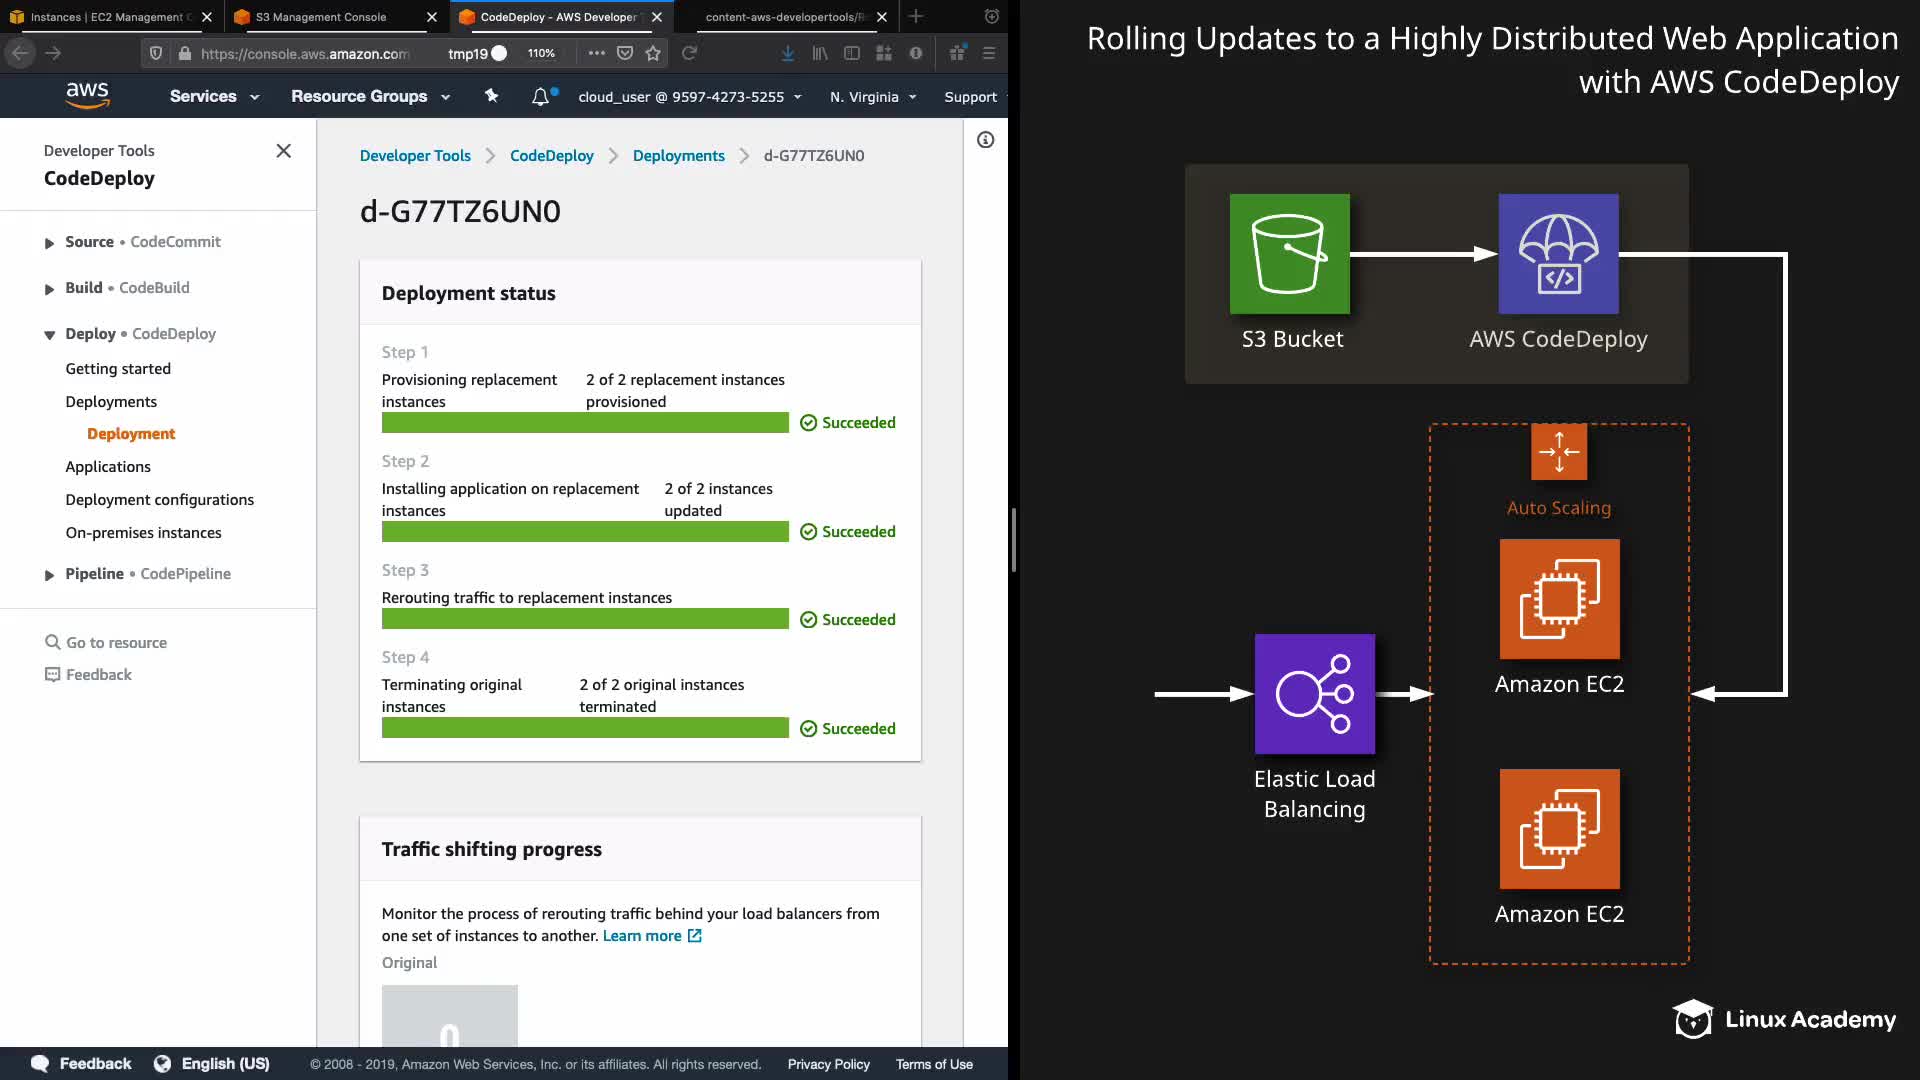 Instances | EC2 Management C
S3 Management Console
CodeDeploy - AWS Developer T
content-aws-developertools/R
https://console.aws.amazon.com
tmp19
110%
aws
Services
Resource Groups
cloud_user @ 9597-4273-5255
N. Virginia
Support
Developer Tools
CodeDeploy
Source • CodeCommit
Build • CodeBuild
Deploy • CodeDeploy
Getting started
Deployments
Deployment
Applications
Deployment configurations
On-premises instances
Pipeline • CodePipeline
Go to resource
Feedback
Developer Tools
CodeDeploy
Deployments
d-G77TZ6UN0
d-G77TZ6UN0
Deployment status
Step 1
Provisioning replacement
instances
2 of 2 replacement instances
provisioned
Succeeded
Step 2
Installing application on replacement
instances
2 of 2 instances
updated
Succeeded
Step 3
Rerouting traffic to replacement instances
Succeeded
Step 4
Terminating original
instances
2 of 2 original instances
terminated
Succeeded
Traffic shifting progress
Monitor the process of rerouting traffic behind your load balancers from
one set of instances to another. Learn more
Original
0
Feedback
English (US)
© 2008 - 2019, Amazon Web Services, Inc. or its affiliates. All rights reserved.
Privacy Policy
Terms of Use
Rolling Updates to a Highly Distributed Web Application
with AWS CodeDeploy
S3 Bucket
</>
AWS CodeDeploy
Auto Scaling
Amazon EC2
Elastic Load
Balancing
Amazon EC2
Linux Academy